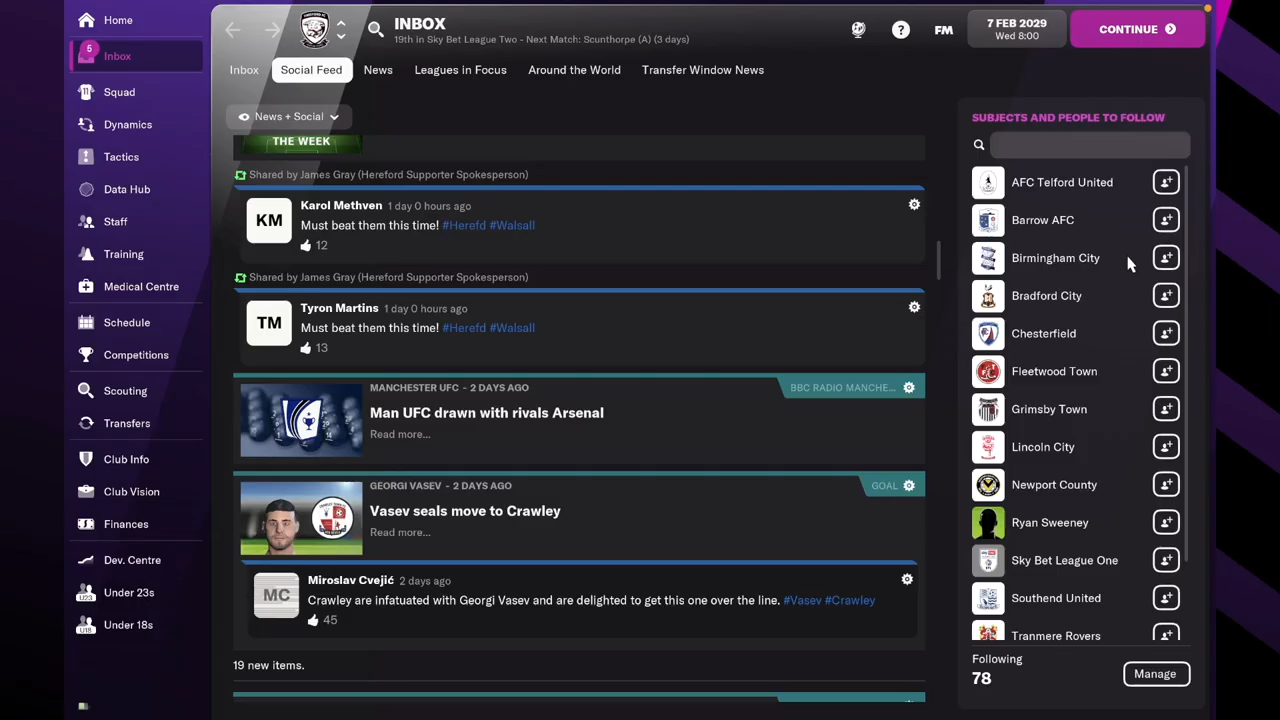 Home
5
Inbox
Squad
Dynamics
Tactics
Data Hub
Staff
Training
Medical Centre
Schedule
Competitions
Scouting
Transfers
Club Info
Club Vision
Finances
Dev. Centre
U23
Under 23s
U18
Under 18s
INBOX
19th in Sky Bet League Two - Next Match: Scunthorpe (A) (3 days)
?
FM
7 FEB 2029
Wed 8:00
CONTINUE
Inbox
Social Feed
News
Leagues in Focus
Around the World
Transfer Window News
News + Social
THE WEEK
Shared by James Gray (Hereford Supporter Spokesperson)
KM
Karol Methven 1 day 0 hours ago
Must beat them this time! #Herefd #Walsall
12
Shared by James Gray (Hereford Supporter Spokesperson)
TM
Tyron Martins 1 day 0 hours ago
Must beat them this time! #Herefd #Walsall
13
MANCHESTER UFC - 2 DAYS AGO
BBC RADIO MANCHE...
Man UFC drawn with rivals Arsenal
Read more...
GEORGI VASEV - 2 DAYS AGO
GOAL
Vasev seals move to Crawley
Read more...
MC
Miroslav Cvejić 2 days ago
Crawley are infatuated with Georgi Vasev and are delighted to get this one over the line. #Vasev #Crawley
45
19 new items.
SUBJECTS AND PEOPLE TO FOLLOW
AFC Telford United
Barrow AFC
Birmingham City
Bradford City
Chesterfield
Fleetwood Town
Grimsby Town
Lincoln City
Newport County
Ryan Sweeney
Sky Bet League One
Southend United
Tranmere Rovers
Following
78
Manage